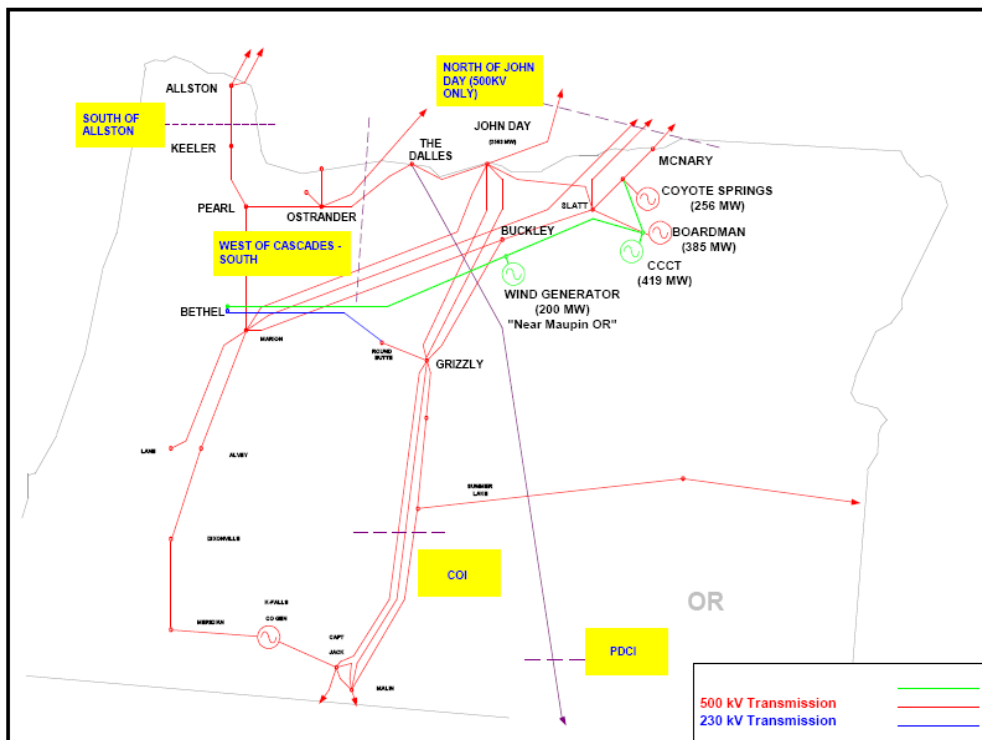 NORTH OF JOHN
DAY (500KV
ONLY)
ALLSTON
SOUTH OF
ALLSTON
JOHN DAY
THE
DALLES
KEELER
MCNARY
COYOTE SPRINGS
(256 MW)
PEARL
OSTRANDER
SLATT
BUCKLEY
BOARDMAN
(385 MW)
WEST OF CASCADES -
SOUTH
CCCT
(419 MW)
WIND GENERATOR
(200 MW)
"Near Maupin OR"
BETHEL
MARION
ROUND
BUTTE
GRIZZLY
LANE
ALVEY
SUMMER
LAKE
DIXONVILLE
COI
OR
K-FALLS
CO GEN
MERIDIAN
CAPT
JACK
PDCI
MALIN
500 kV Transmission
230 kV Transmission